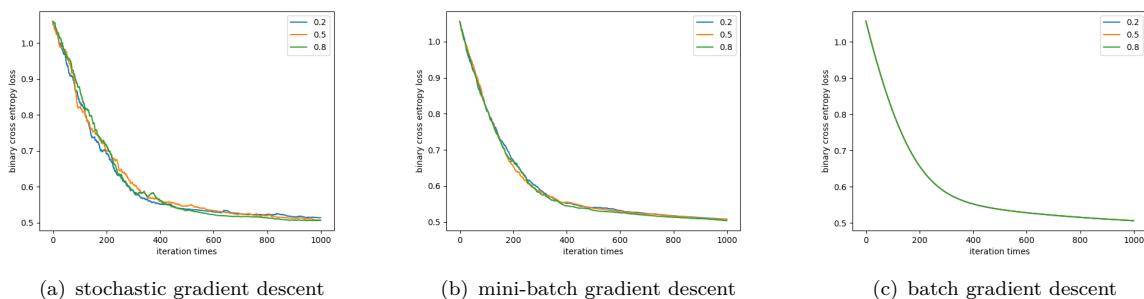 1.0
0.9
0.8
0.7
0.6
0.5
0 200 400 600 800 1000
binary cross entropy loss
iteration times
0.2
0.5
0.8
(a) stochastic gradient descent
1.0
0.9
0.8
0.7
0.6
0.5
0 200 400 600 800 1000
binary cross entropy loss
iteration times
0.2
0.5
0.8
(b) mini-batch gradient descent
1.0
0.9
0.8
0.7
0.6
0.5
0 200 400 600 800 1000
binary cross entropy loss
iteration times
0.2
0.5
0.8
(c) batch gradient descent